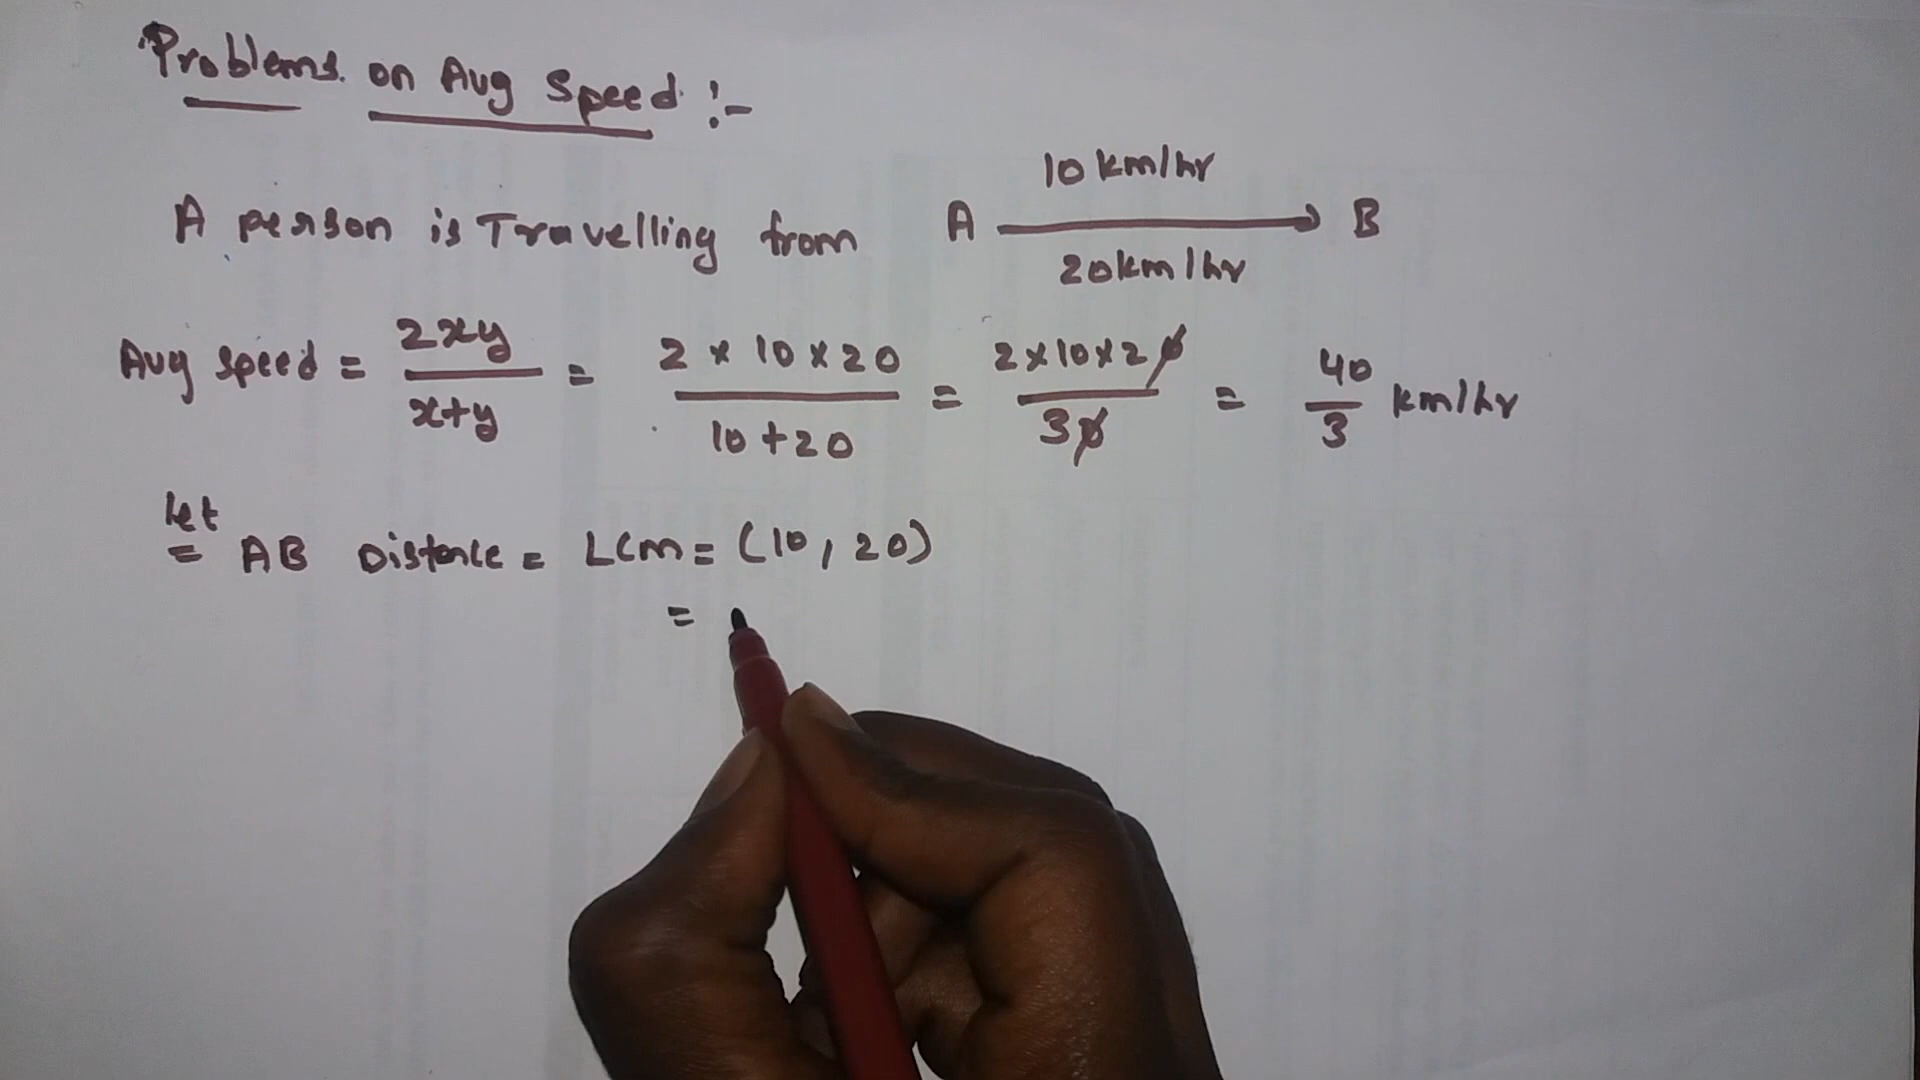 Problems on Avg Speed :-
10 km/hr
A person is Travelling from A → B
20 km/hr
Avg speed = 2xy / x+y = 2 × 10 × 20 / 10 + 20 = 2×10×20 / 30 = 40 / 3 km/hr
let
= AB Distance = LCM = (10, 20)
=